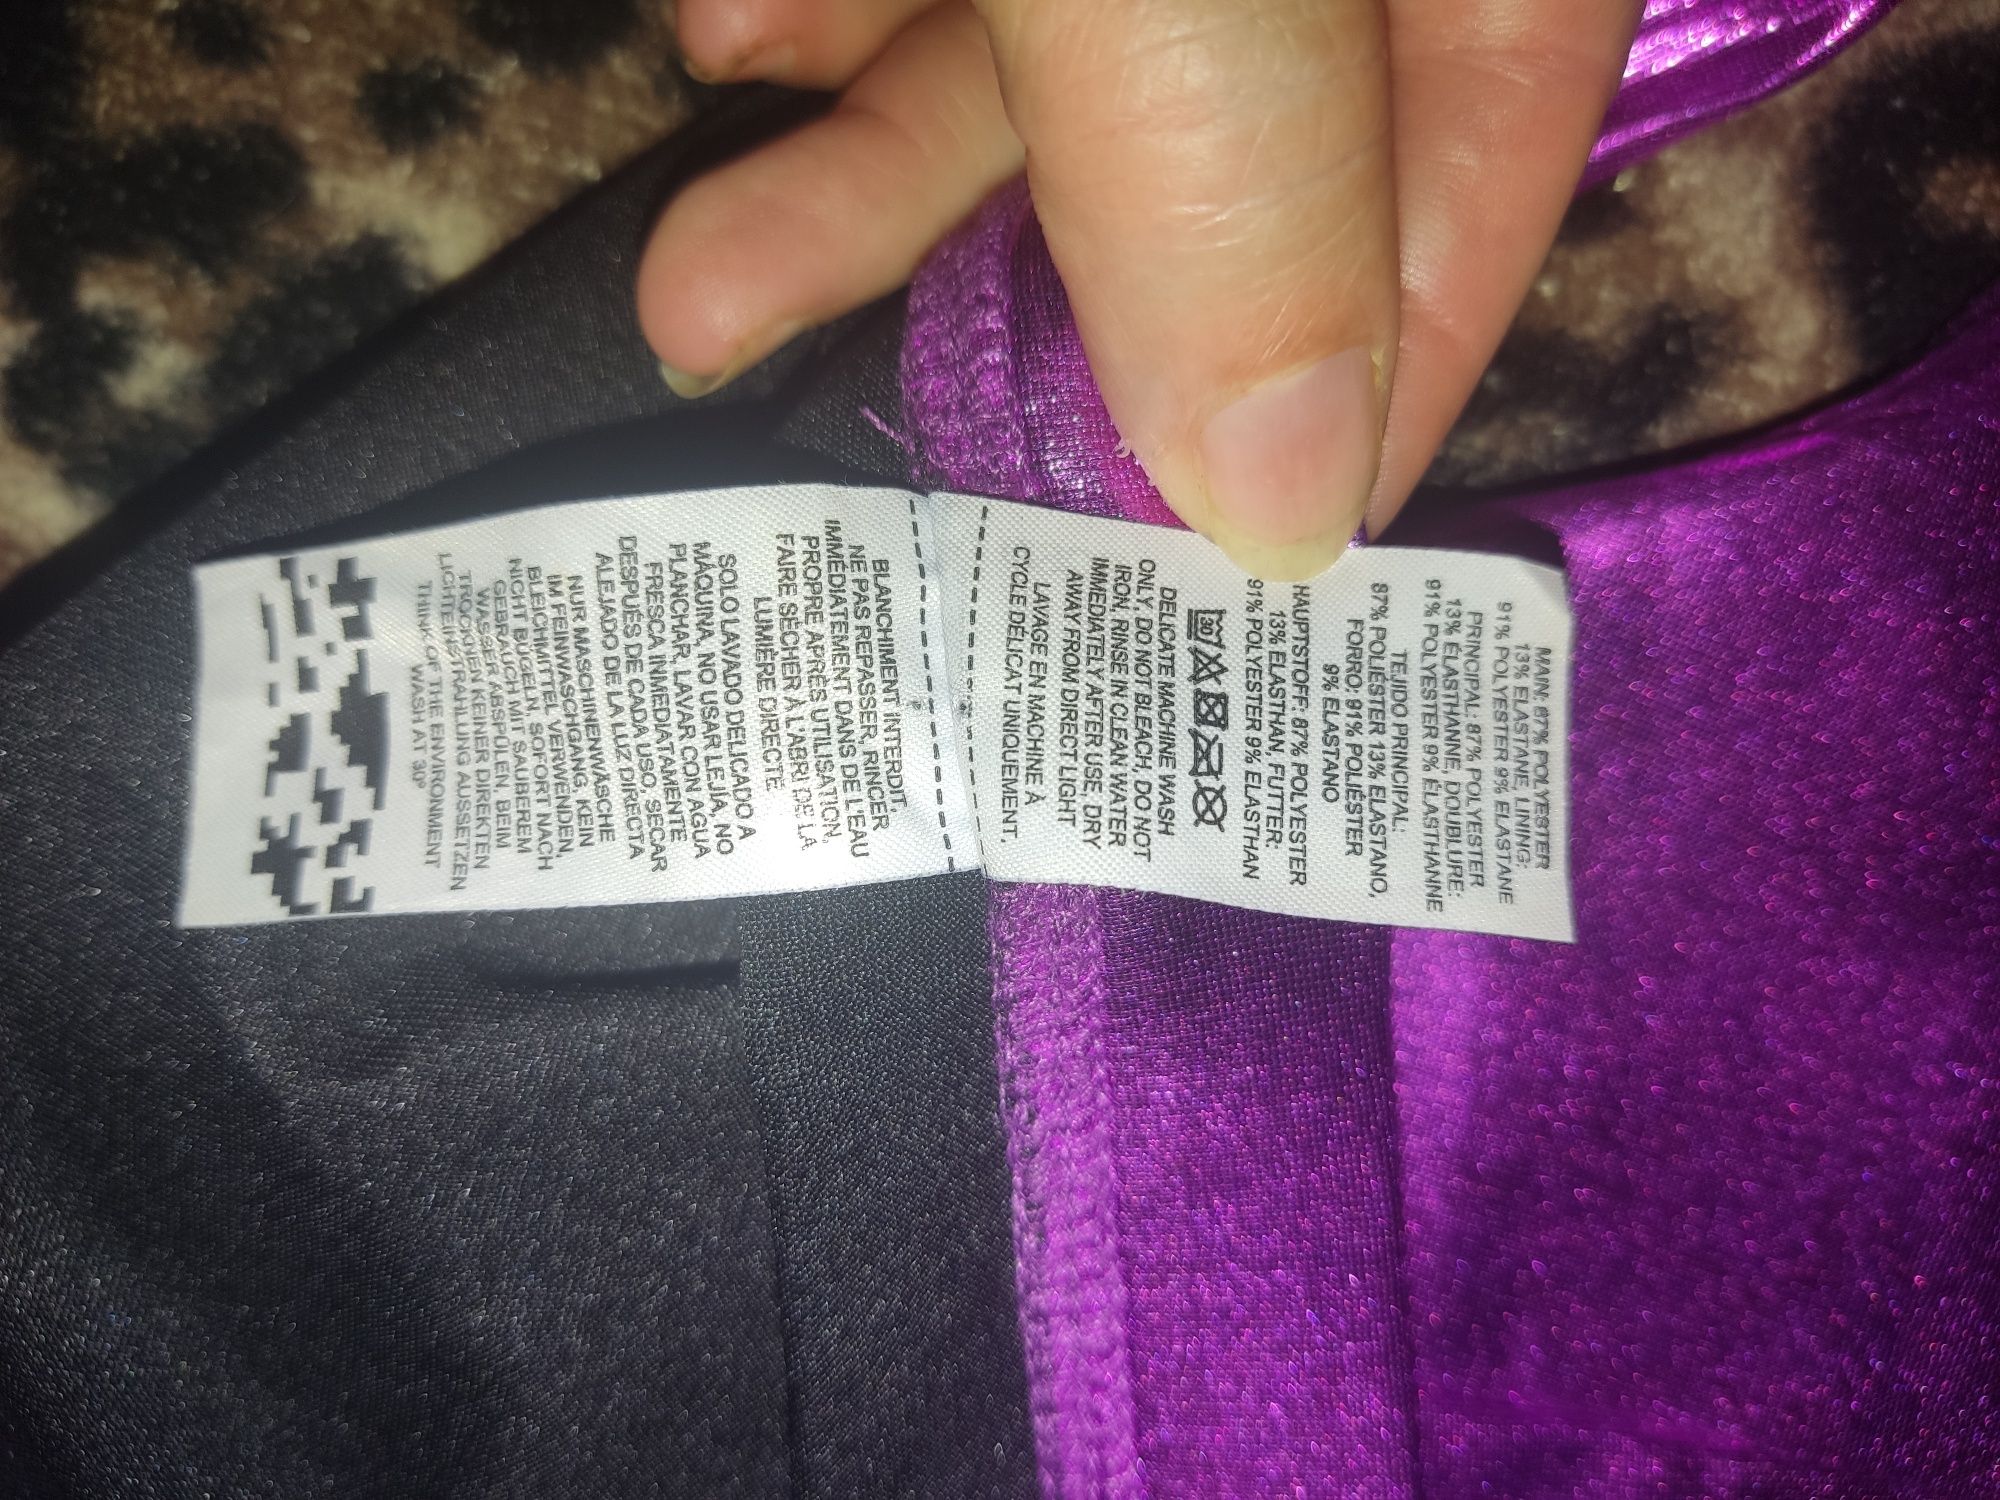 MAIN: 87% POLYESTER
13% ELASTANE, LINING:
91% POLYESTER 9% ELASTANE
PRINCIPAL: 87% POLYESTER
13% ÉLASTHANNE, DOUBLURE:
91% POLYESTER 9% ÉLASTHANNE
TEJIDO PRINCIPAL:
87% POLIÉSTER 13% ELASTANO,
FORRO: 91% POLIÉSTER
9% ELASTANO
HAUPTSTOFF: 87% POLYESTER
13% ELASTHAN, FUTTER:
91% POLYESTER 9% ELASTHAN
30
DELICATE MACHINE WASH
ONLY, DO NOT BLEACH, DO NOT
IRON, RINSE IN CLEAN WATER
IMMEDIATELY AFTER USE, DRY
AWAY FROM DIRECT LIGHT
LAVAGE EN MACHINE À
CYCLE DÉLICAT UNIQUEMENT.
BLANCHIMENT INTERDIT,
NE PAS REPASSER, RINCER
IMMÉDIATEMENT DANS DE L'EAU
PROPRE APRÈS UTILISATION,
FAIRE SÉCHER À L'ABRI DE LA
LUMIÈRE DIRECTE
SOLO LAVADO DELICADO A
MÁQUINA, NO USAR LEJÍA, NO
PLANCHAR, LAVAR CON AGUA
FRESCA INMEDIATAMENTE
DESPUÉS DE CADA USO, SECAR
ALEJADO DE LA LUZ DIRECTA
NUR MASCHINENWÄSCHE
IM FEINWASCHGANG, KEIN
BLEICHMITTEL VERWENDEN,
NICHT BÜGELN, SOFORT NACH
GEBRAUCH MIT SAUBEREM
WASSER ABSPÜLEN, BEIM
TROCKNEN KEINER DIREKTEN
LICHTEINSTRAHLUNG AUSSETZEN
THINK OF THE ENVIRONMENT
WASH AT 30º